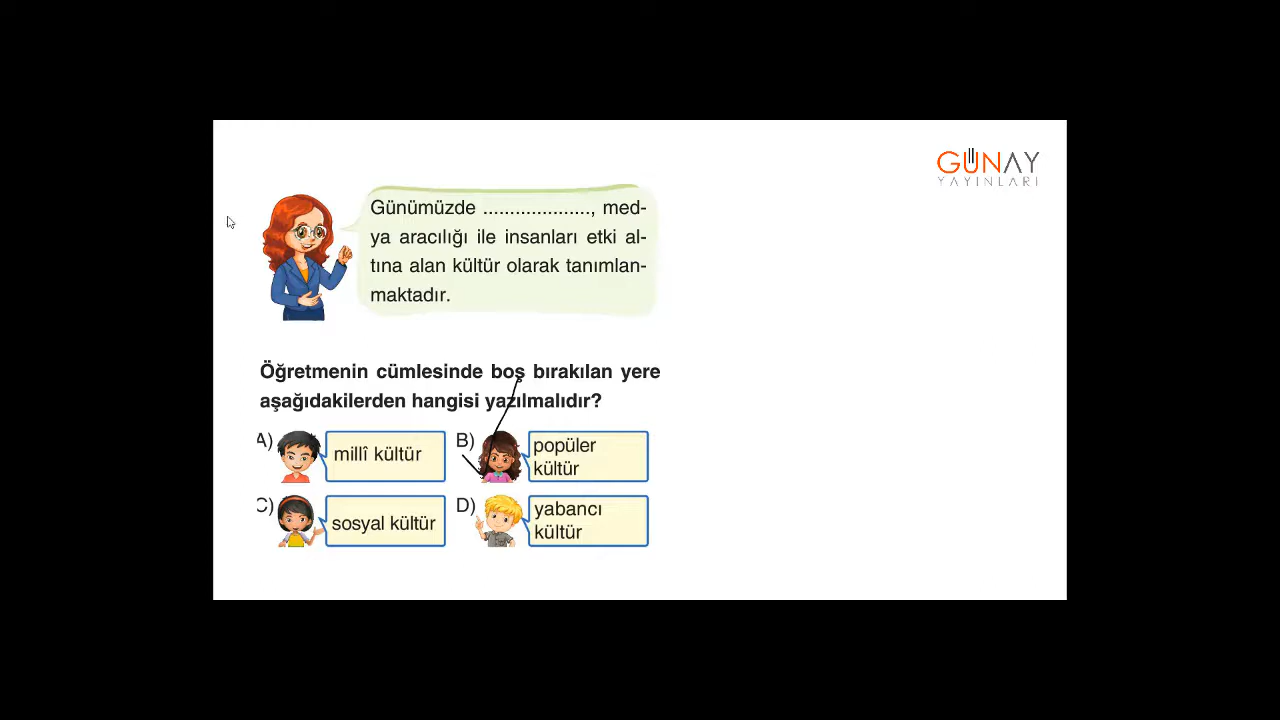 GÜNAY
YAYINLARI
Günümüzde ...................., med-
ya aracılığı ile insanları etki al-
tına alan kültür olarak tanımlan-
maktadır.
Öğretmenin cümlesinde boş bırakılan yere
aşağıdakilerden hangisi yazılmalıdır?
A) millî kültür
B) popüler
kültür
C) sosyal kültür
D) yabancı
kültür